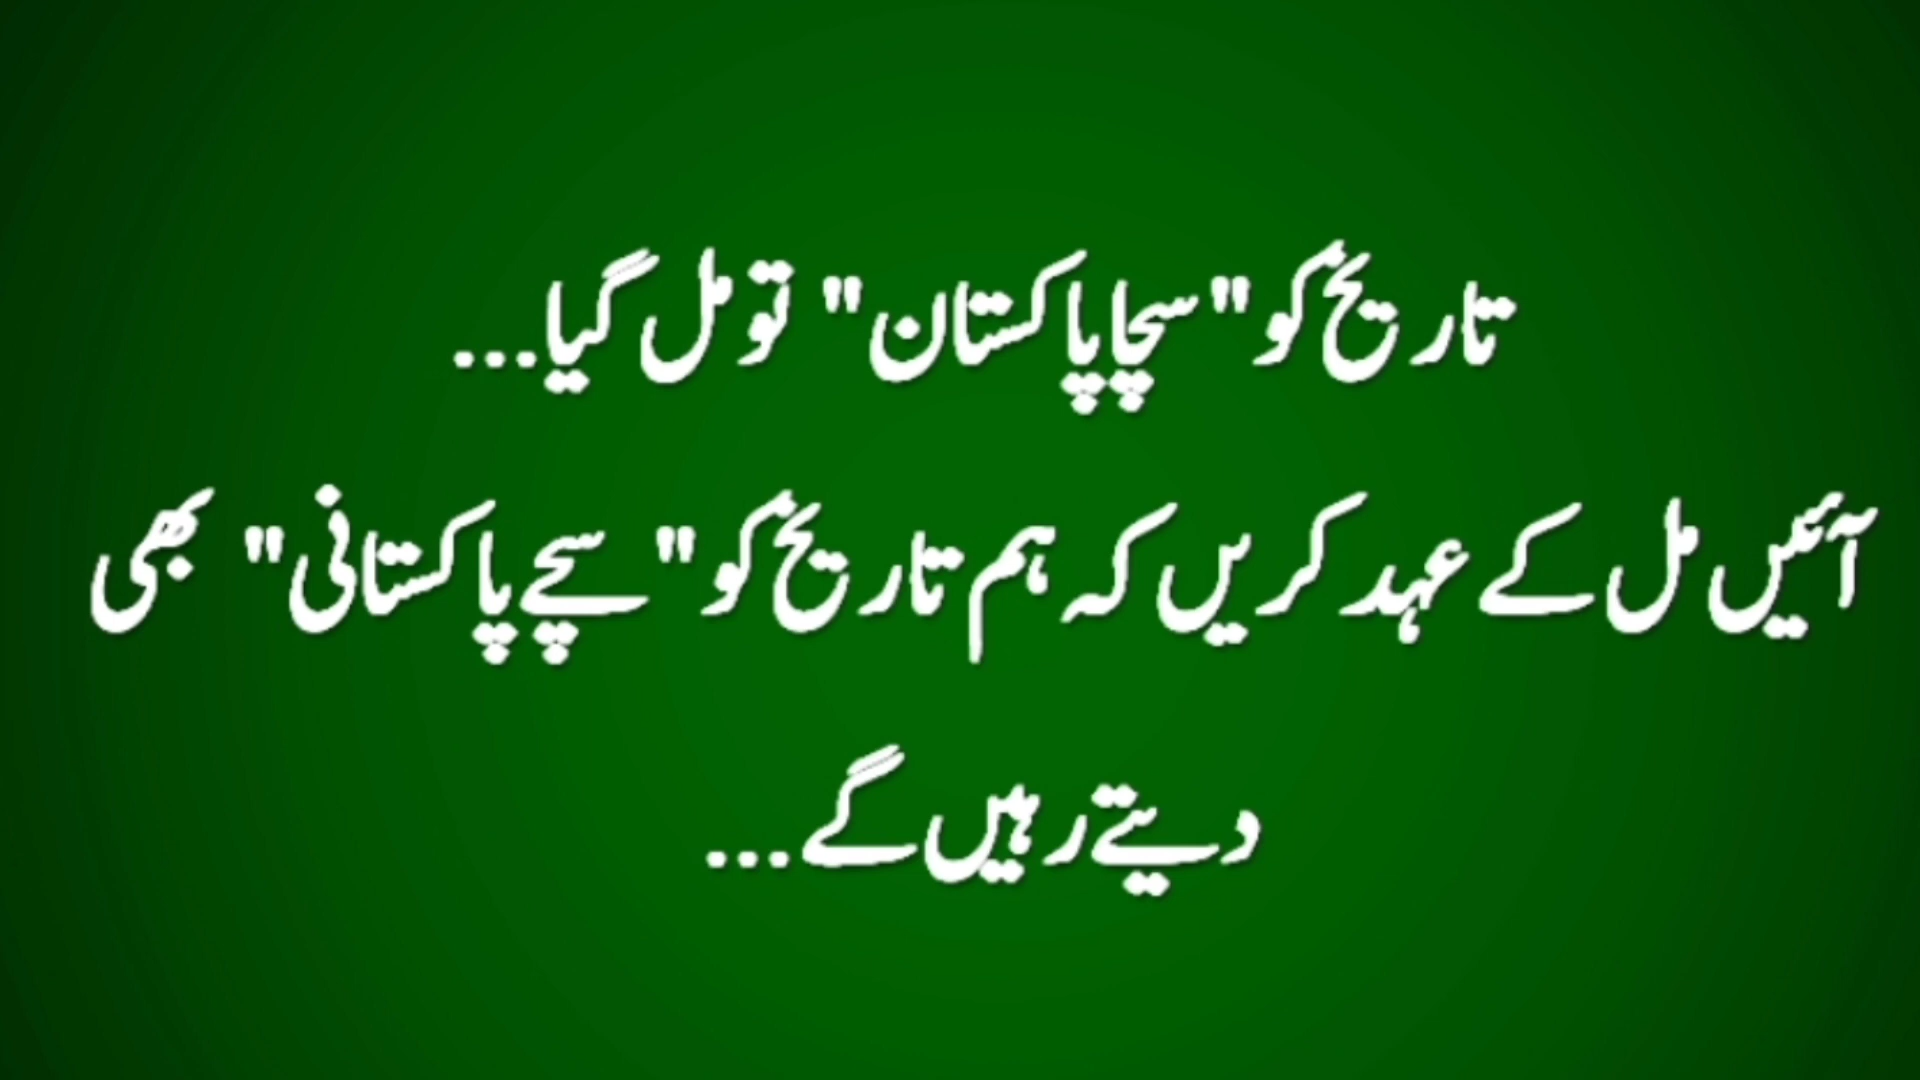 تاریخ کو "سچا پاکستان" تو مل گیا...
آئیں مل کے عہد کریں کہ ہم تاریخ کو "سچے پاکستانی" بھی
دیتے رہیں گے...